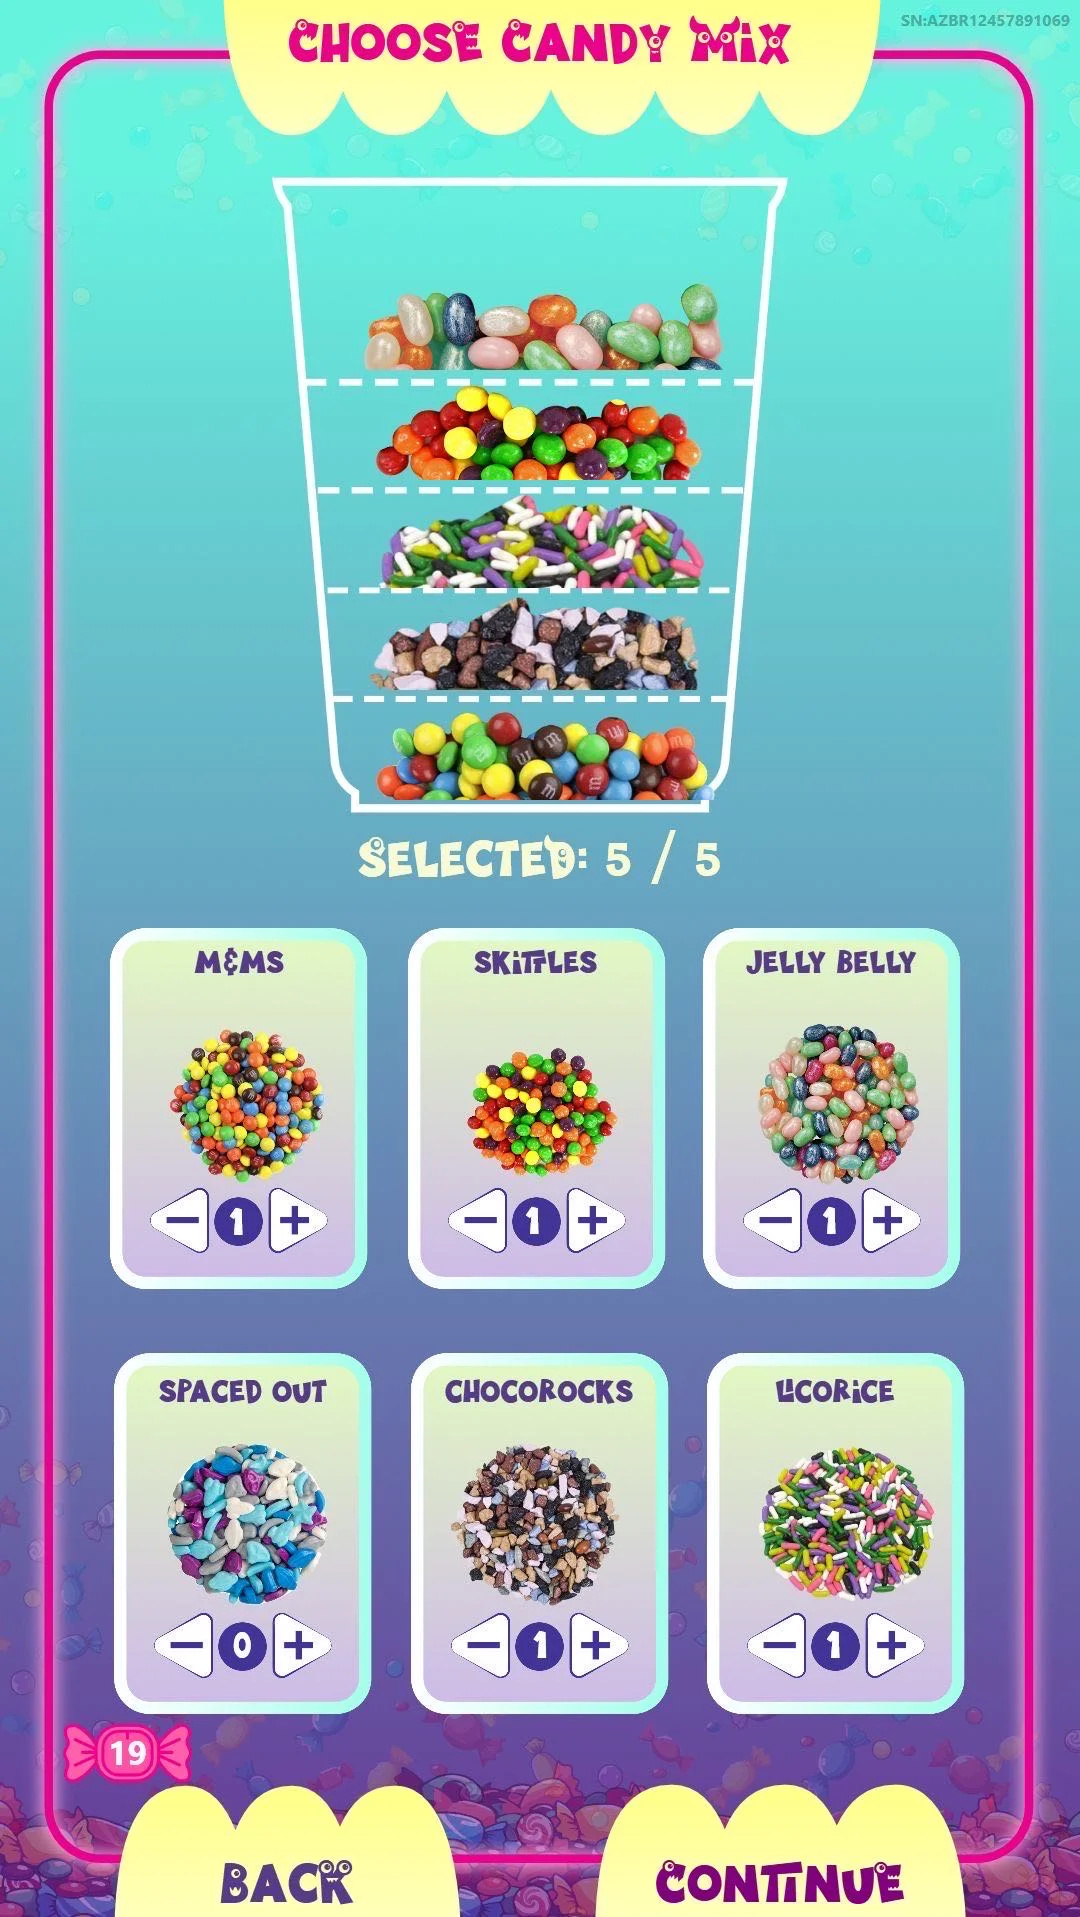 SN:AZBR12457891069
CHOOSE CANDY MIX
SELECTED: 5 / 5
M&MS
SKITTLES
JELLY BELLY
1
1
1
SPACED OUT
CHOCOROCKS
LICORICE
0
1
1
19
BACK
CONTINUE